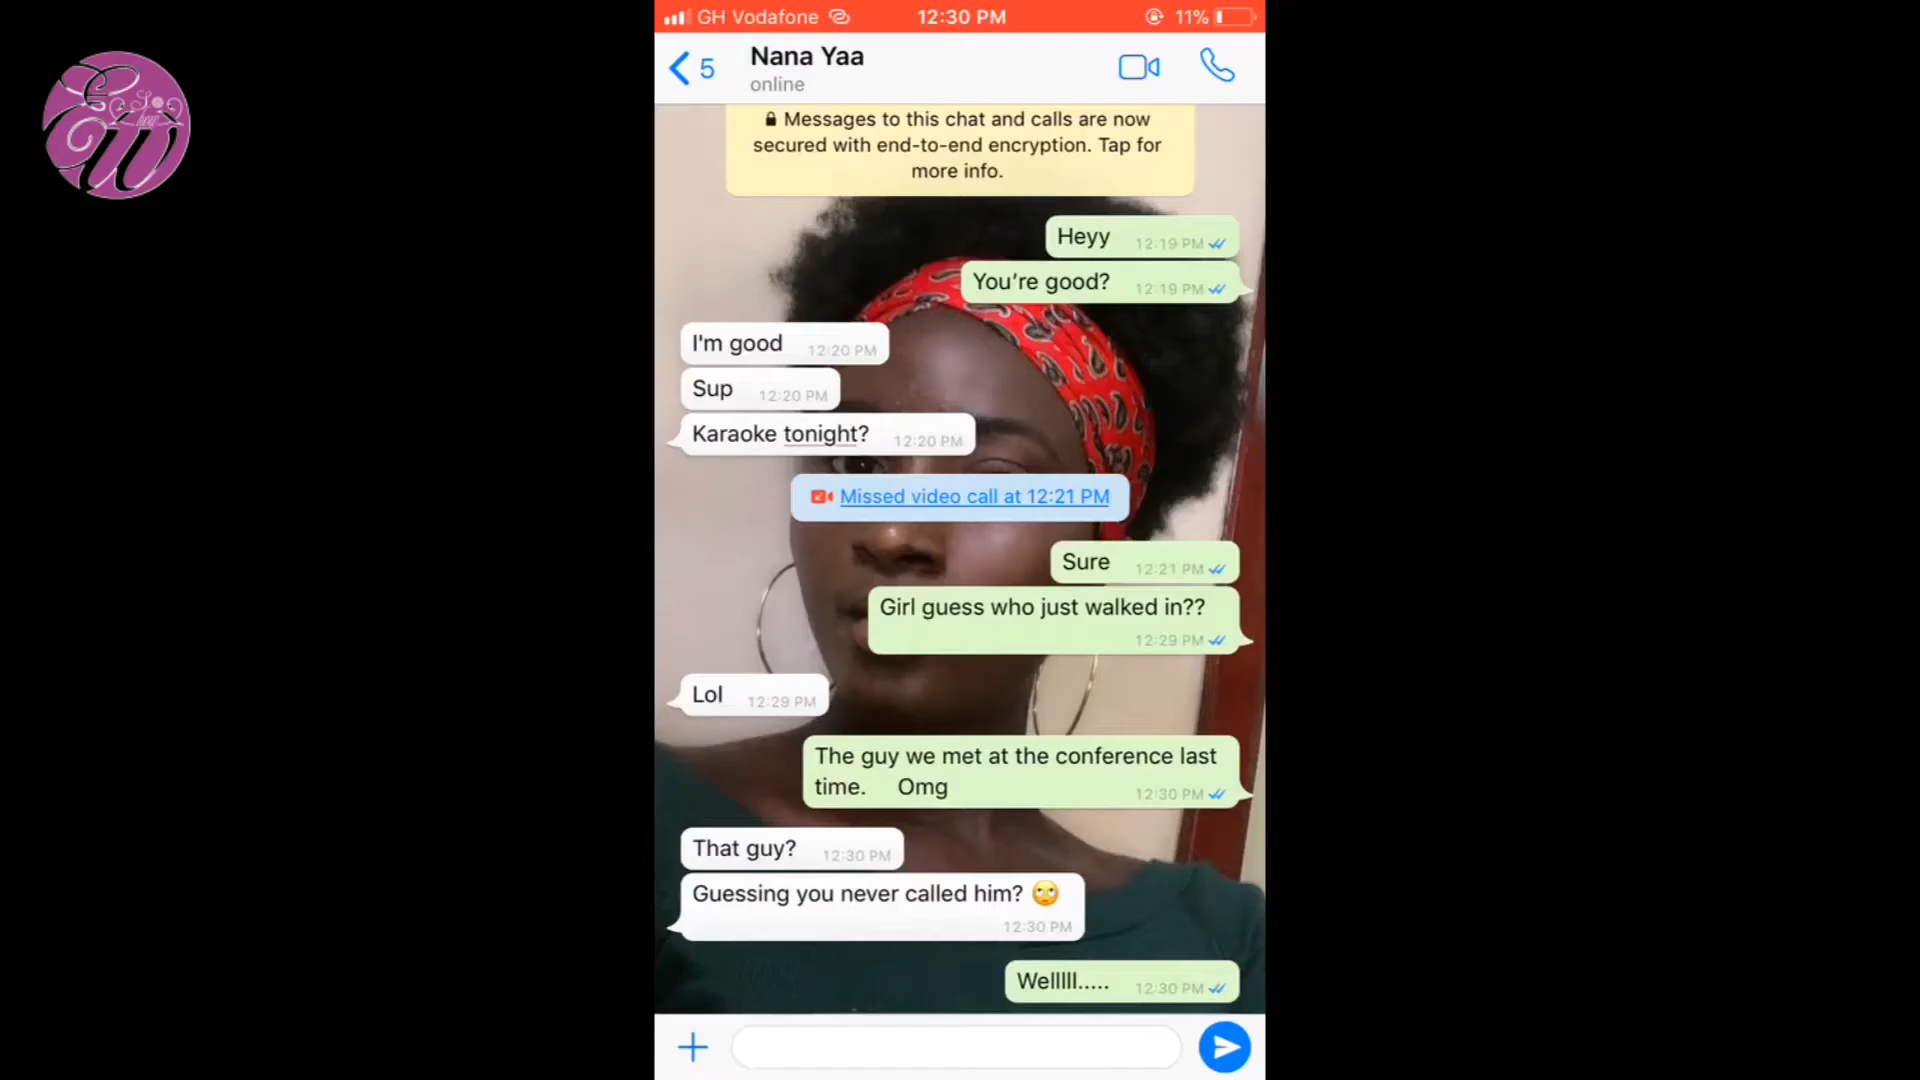 GH Vodafone 12:30 PM 11%
5 Nana Yaa
online
Messages to this chat and calls are now
secured with end-to-end encryption. Tap for
more info.
Heyy 12:19 PM
You’re good? 12:19 PM
I'm good 12:20 PM
Sup 12:20 PM
Karaoke tonight? 12:20 PM
Missed video call at 12:21 PM
Sure 12:21 PM
Girl guess who just walked in??
12:29 PM
Lol 12:29 PM
The guy we met at the conference last
time. Omg 12:30 PM
That guy? 12:30 PM
Guessing you never called him? 🙄
12:30 PM
Welllll..... 12:30 PM